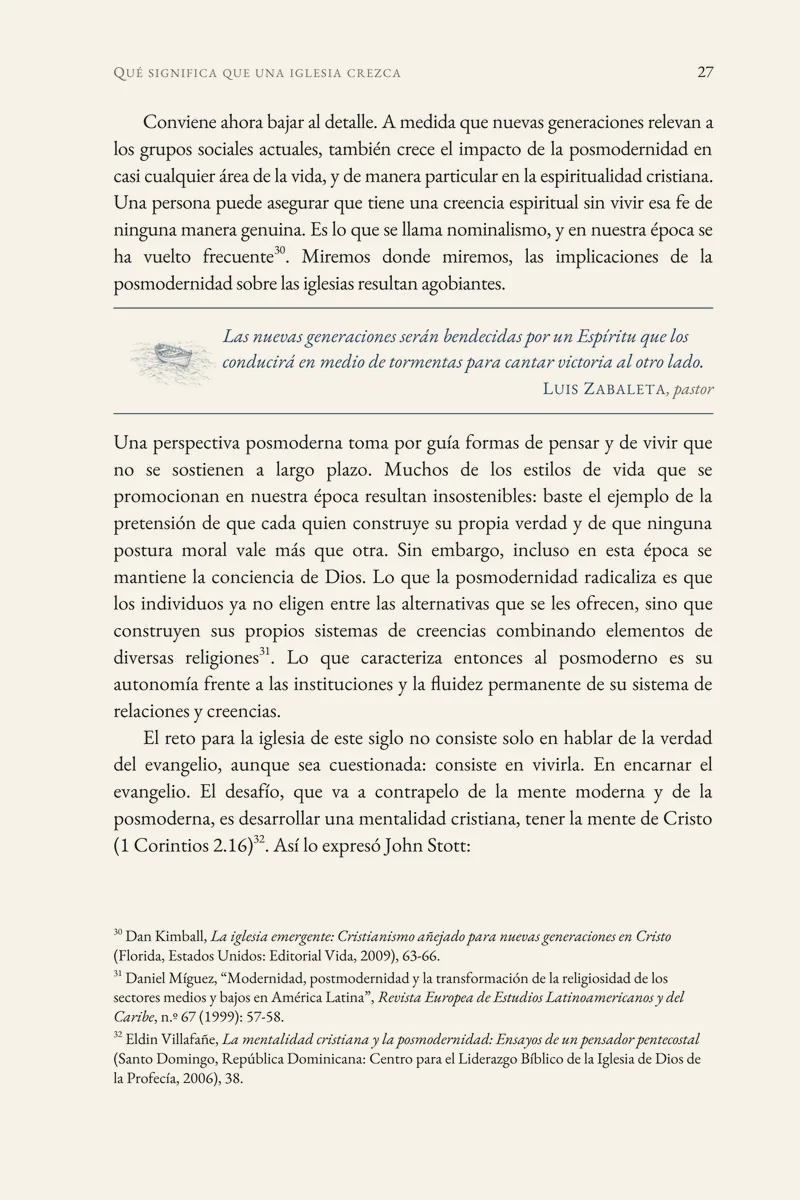 QUÉ SIGNIFICA QUE UNA IGLESIA CREZCA 27
Conviene ahora bajar al detalle. A medida que nuevas generaciones relevan a
los grupos sociales actuales, también crece el impacto de la posmodernidad en
casi cualquier área de la vida, y de manera particular en la espiritualidad cristiana.
Una persona puede asegurar que tiene una creencia espiritual sin vivir esa fe de
ninguna manera genuina. Es lo que se llama nominalismo, y en nuestra época se
ha vuelto frecuente³⁰. Miremos donde miremos, las implicaciones de la
posmodernidad sobre las iglesias resultan agobiantes.
Las nuevas generaciones serán bendecidas por un Espíritu que los
conducirá en medio de tormentas para cantar victoria al otro lado.
LUIS ZABALETA, pastor
Una perspectiva posmoderna toma por guía formas de pensar y de vivir que
no se sostienen a largo plazo. Muchos de los estilos de vida que se
promocionan en nuestra época resultan insostenibles: baste el ejemplo de la
pretensión de que cada quien construye su propia verdad y de que ninguna
postura moral vale más que otra. Sin embargo, incluso en esta época se
mantiene la conciencia de Dios. Lo que la posmodernidad radicaliza es que
los individuos ya no eligen entre las alternativas que se les ofrecen, sino que
construyen sus propios sistemas de creencias combinando elementos de
diversas religiones³¹. Lo que caracteriza entonces al posmoderno es su
autonomía frente a las instituciones y la fluidez permanente de su sistema de
relaciones y creencias.
El reto para la iglesia de este siglo no consiste solo en hablar de la verdad
del evangelio, aunque sea cuestionada: consiste en vivirla. En encarnar el
evangelio. El desafío, que va a contrapelo de la mente moderna y de la
posmoderna, es desarrollar una mentalidad cristiana, tener la mente de Cristo
(1 Corintios 2.16)³². Así lo expresó John Stott:
³⁰ Dan Kimball, La iglesia emergente: Cristianismo añejado para nuevas generaciones en Cristo
(Florida, Estados Unidos: Editorial Vida, 2009), 63-66.
³¹ Daniel Míguez, “Modernidad, postmodernidad y la transformación de la religiosidad de los
sectores medios y bajos en América Latina”, Revista Europea de Estudios Latinoamericanos y del
Caribe, n.º 67 (1999): 57-58.
³² Eldin Villafañe, La mentalidad cristiana y la posmodernidad: Ensayos de un pensador pentecostal
(Santo Domingo, República Dominicana: Centro para el Liderazgo Bíblico de la Iglesia de Dios de
la Profecía, 2006), 38.